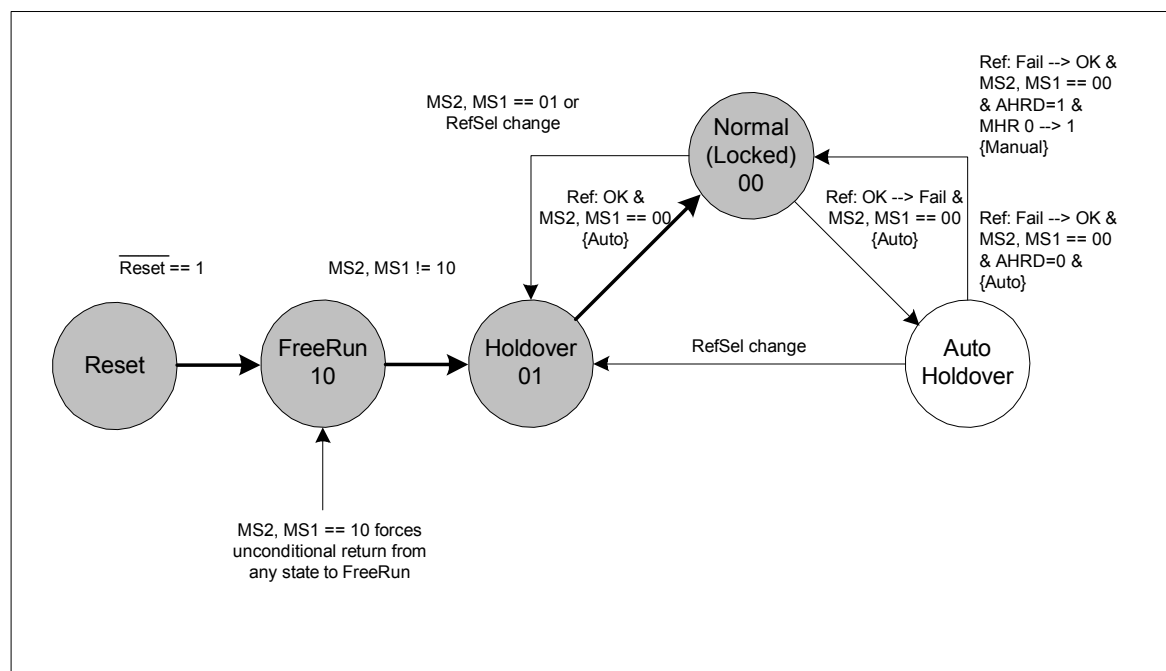 Ref: Fail --> OK &
MS2, MS1 == 00
& AHRD=1 &
MHR 0 --> 1
{Manual}
MS2, MS1 == 01 or
RefSel change
Normal
(Locked)
00
Ref: OK &
MS2, MS1 == 00
{Auto}
Ref: OK --> Fail &
MS2, MS1 == 00
{Auto}
Ref: Fail --> OK &
MS2, MS1 == 00
& AHRD=0 &
{Auto}
Reset == 1
MS2, MS1 != 10
Reset
FreeRun
10
Holdover
01
RefSel change
Auto
Holdover
MS2, MS1 == 10 forces
unconditional return from
any state to FreeRun